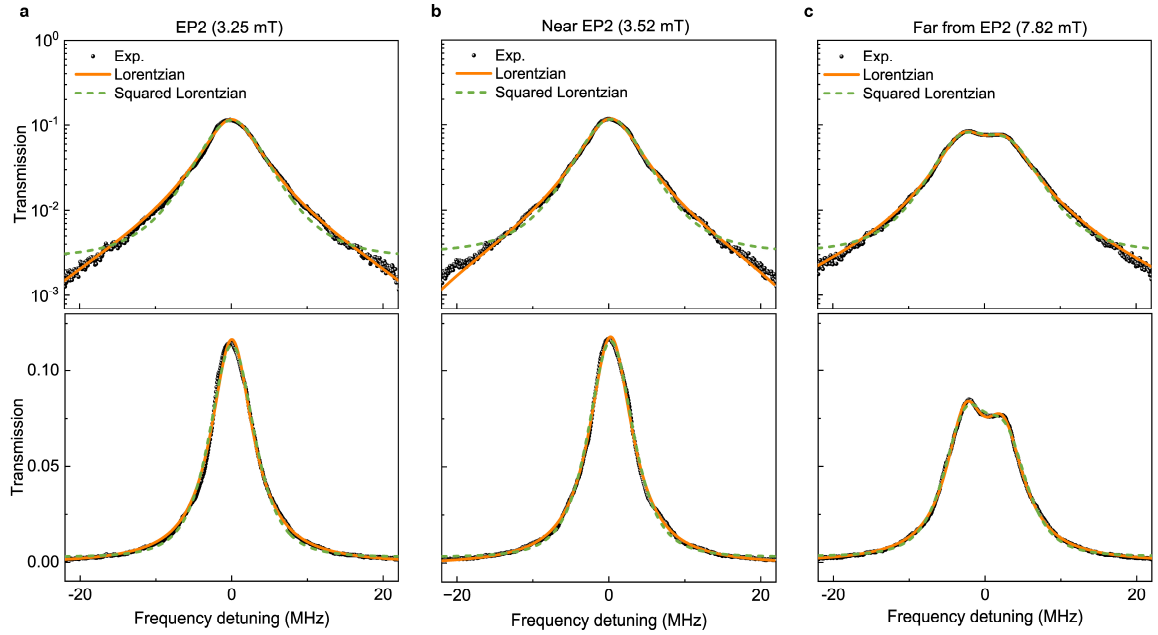 a
EP2 (3.25 mT)
b
Near EP2 (3.52 mT)
c
Far from EP2 (7.82 mT)
10⁰
10⁻¹
10⁻²
10⁻³
Transmission
Exp.
Lorentzian
Squared Lorentzian
Exp.
Lorentzian
Squared Lorentzian
Exp.
Lorentzian
Squared Lorentzian
0.10
0.05
0.00
Transmission
-20
0
20
−20
0
20
-20
0
20
Frequency detuning (MHz)
Frequency detuning (MHz)
Frequency detuning (MHz)